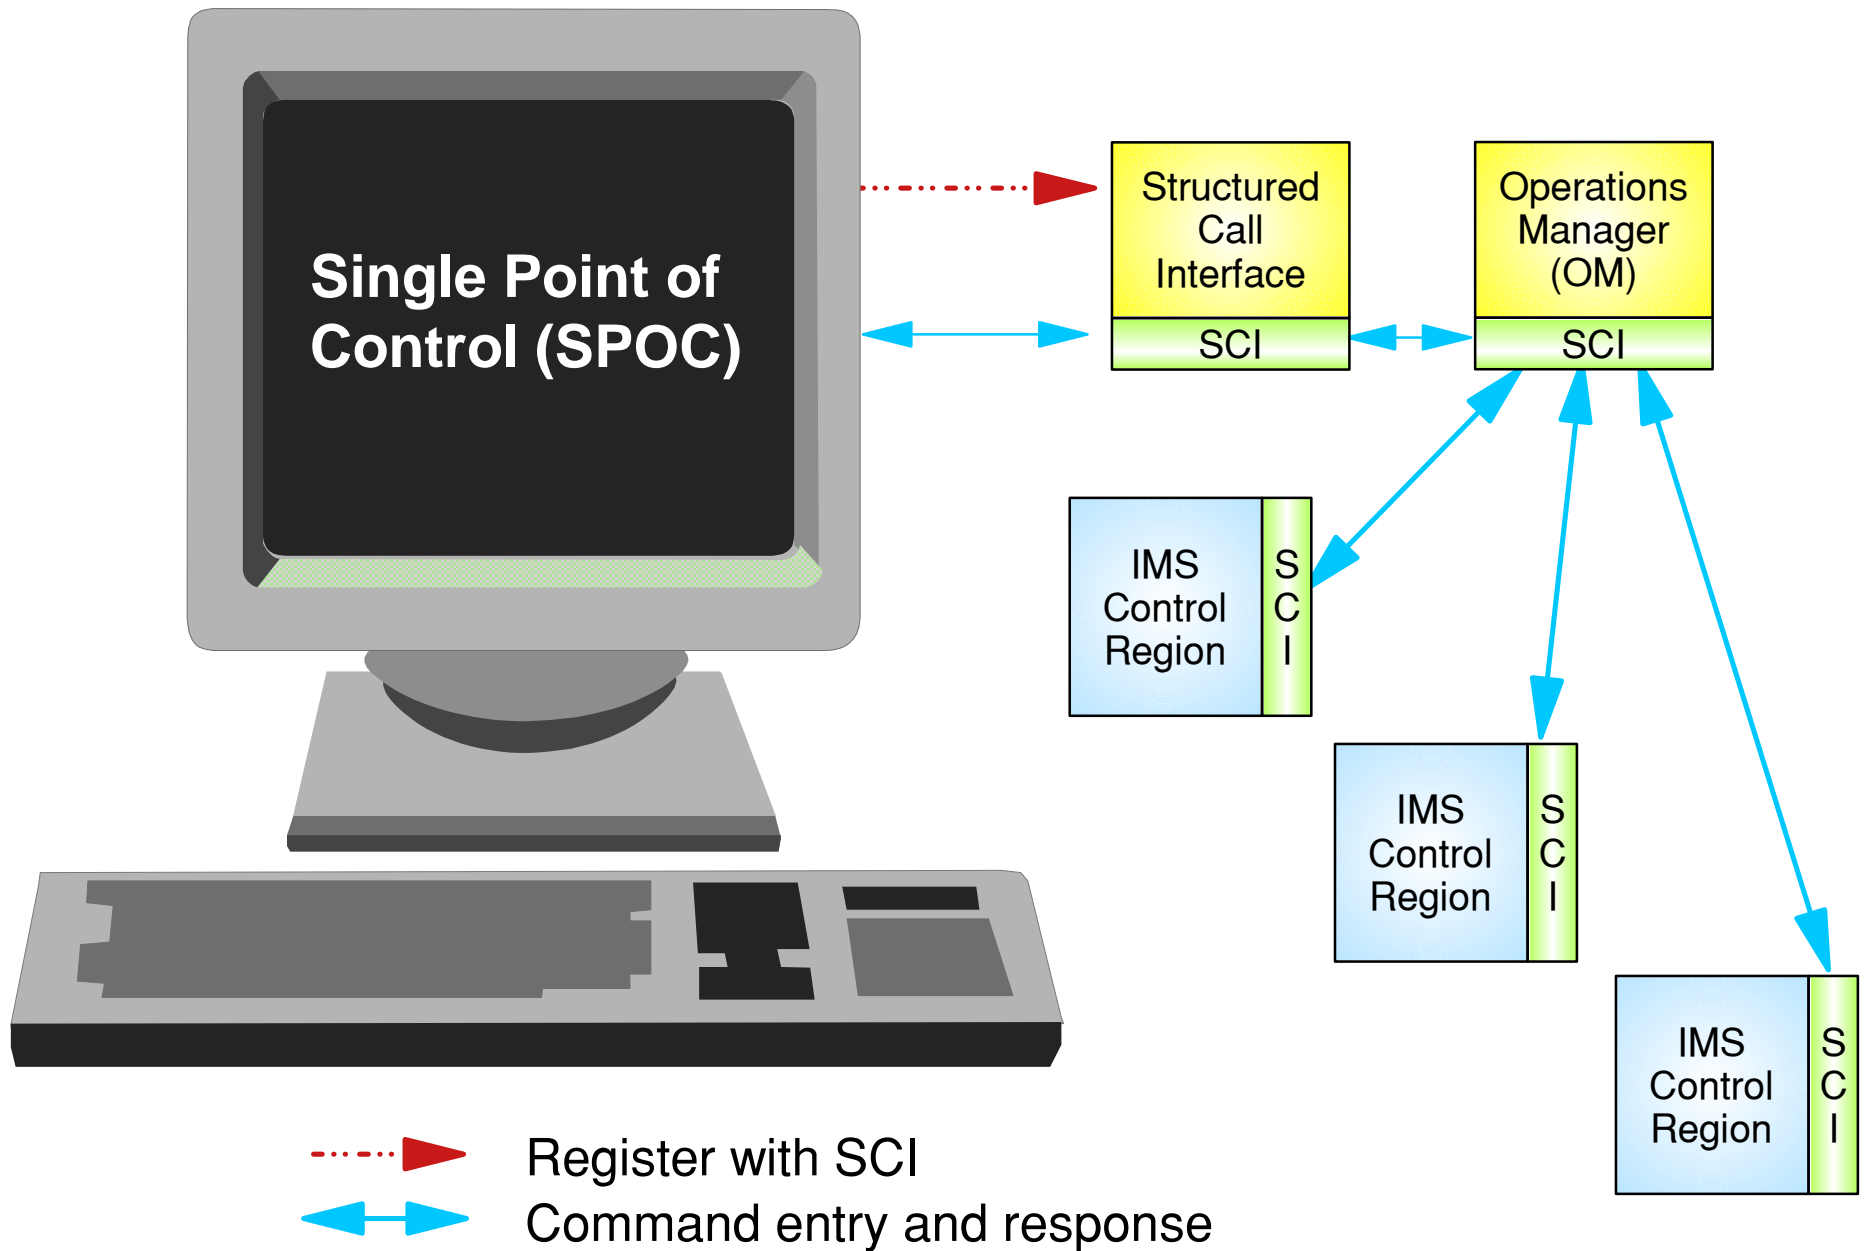 Single Point of
Control (SPOC)
Structured
Call
Interface
SCI
Operations
Manager
(OM)
SCI
IMS
Control
Region
S
C
I
IMS
Control
Region
S
C
I
IMS
Control
Region
S
C
I
Register with SCI
Command entry and response